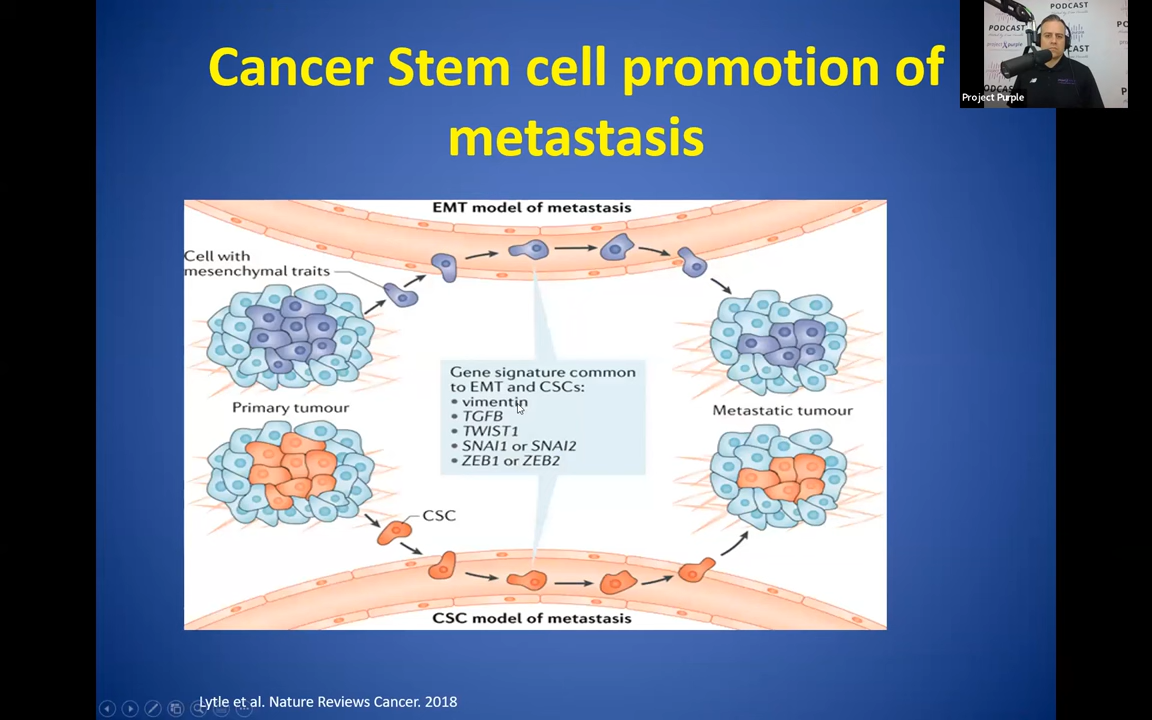 Cancer Stem cell promotion of
metastasis
PODCAST
PODCAST
Project Purple
EMT model of metastasis
Cell with
mesenchymal traits
Gene signature common
to EMT and CSCs:
• vimentin
• TGFB
• TWIST1
• SNAI1 or SNAI2
• ZEB1 or ZEB2
Primary tumour
Metastatic tumour
CSC
CSC model of metastasis
Lytle et al. Nature Reviews Cancer. 2018